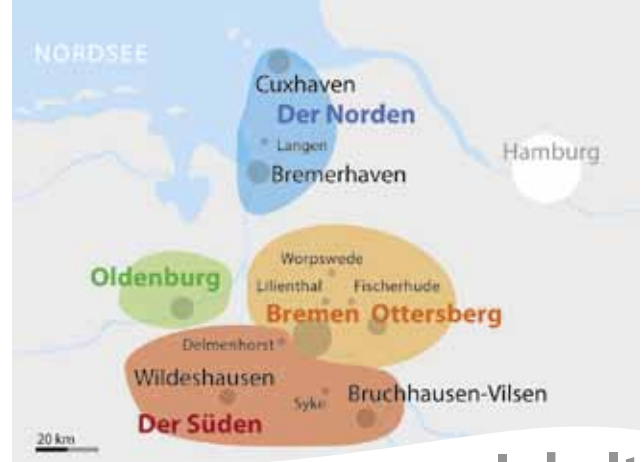 NORDSEE
Cuxhaven
Der Norden
Langen
Bremerhaven
Hamburg
Worpswede
Oldenburg
Lilienthal Fischerhude
Bremen Ottersberg
Delmenhorst
Wildeshausen
Syke Bruchhausen-Vilsen
Der Süden
20 km